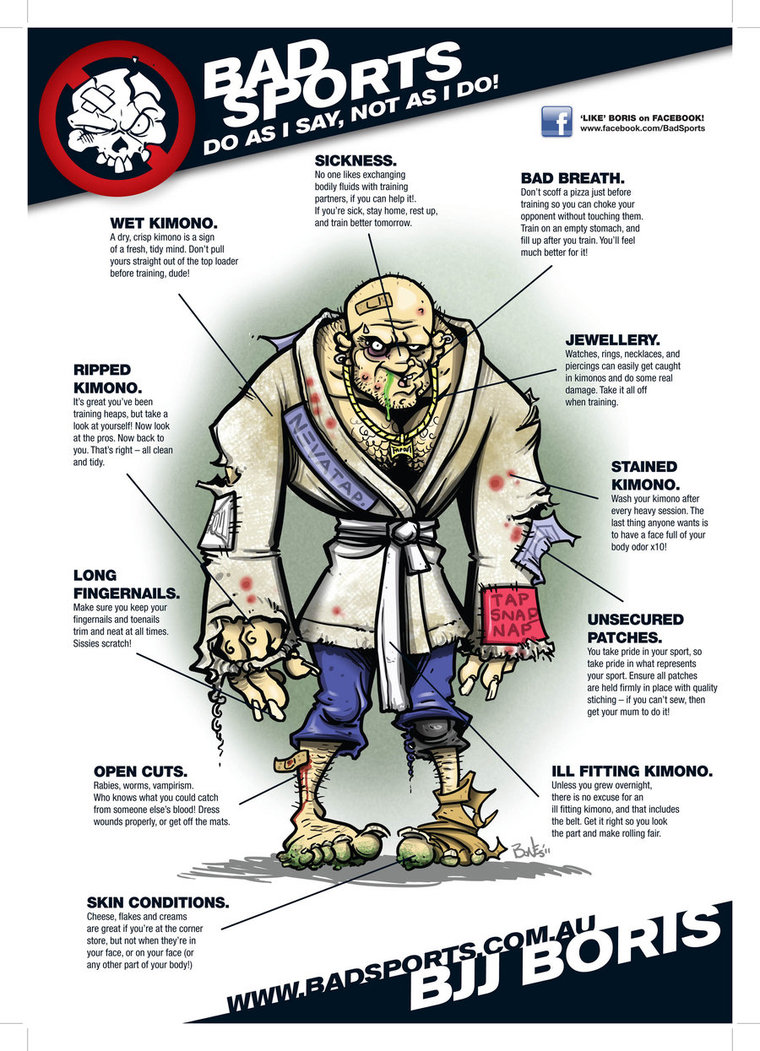 BAD
SPORTS
DO AS I SAY, NOT AS I DO!
f
'LIKE' BORIS on FACEBOOK!
www.facebook.com/BadSports
SICKNESS.
No one likes exchanging
bodily fluids with training
partners, if you can help it!.
If you're sick, stay home, rest up,
and train better tomorrow.
BAD BREATH.
Don't scoff a pizza just before
training so you can choke your
opponent without touching them.
Train on an empty stomach, and
fill up after you train. You'll feel
much better for it!
WET KIMONO.
A dry, crisp kimono is a sign
of a fresh, tidy mind. Don't pull
yours straight out of the top loader
before training, dude!
JEWELLERY.
Watches, rings, necklaces, and
piercings can easily get caught
in kimonos and do some real
damage. Take it all off
when training.
RIPPED
KIMONO.
It's great you've been
training heaps, but take a
look at yourself! Now look
at the pros. Now back to
you. That's right – all clean
and tidy.
NEVATAP.
STAINED
KIMONO.
Wash your kimono after
every heavy session. The
last thing anyone wants is
to have a face full of your
body odor x10!
LONG
FINGERNAILS.
Make sure you keep your
fingernails and toenails
trim and neat at all times.
Sissies scratch!
TAP
SNAP
NAP
UNSECURED
PATCHES.
You take pride in your sport, so
take pride in what represents
your sport. Ensure all patches
are held firmly in place with quality
stiching – if you can't sew, then
get your mum to do it!
OPEN CUTS.
Rabies, worms, vampirism.
Who knows what you could catch
from someone else's blood! Dress
wounds properly, or get off the mats.
ILL FITTING KIMONO.
Unless you grew overnight,
there is no excuse for an
ill fitting kimono, and that includes
the belt. Get it right so you look
the part and make rolling fair.
BONES'11
SKIN CONDITIONS.
Cheese, flakes and creams
are great if you're at the corner
store, but not when they're in
your face, or on your face (or
any other part of your body!)
WWW.BADSPORTS.COM.AU
BJJ BORIS